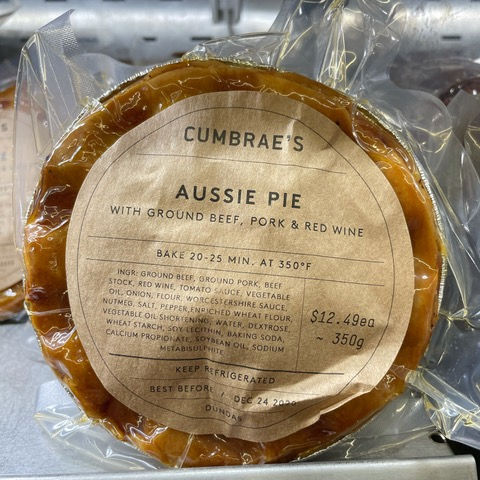 CUMBRAE'S
AUSSIE PIE
WITH GROUND BEEF, PORK & RED WINE
BAKE 20-25 MIN. AT 350°F
INGR: GROUND BEEF, GROUND PORK, BEEF
STOCK, RED WINE, TOMATO SAUCE, VEGETABLE
OIL, ONION, FLOUR, WORCESTERSHIRE SAUCE,
NUTMEG, SALT, PEPPER, ENRICHED WHEAT FLOUR,
VEGETABLE OIL SHORTENING, WATER, DEXTROSE,
WHEAT STARCH, SOY LECITHIN, BAKING SODA,
CALCIUM PROPIONATE, SOYBEAN OIL, SODIUM
METABISULPHITE
$12.49ea
~ 350g
KEEP REFRIGERATED
BEST BEFORE / DEC 24
DUNDAS